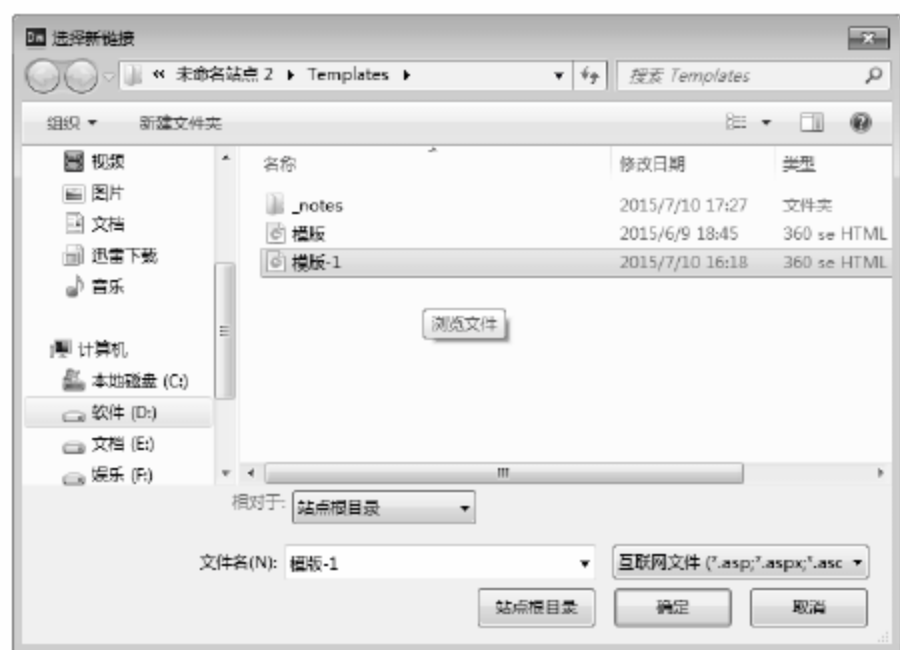 Dw 选择新链接
« 未命名站点 2 ▸ Templates ▸ 搜索 Templates
组织 ▾ 新建文件夹
视频
图片
文档
迅雷下载
音乐
计算机
本地磁盘 (C:)
软件 (D:)
文档 (E:)
娱乐 (F:)
名称 修改日期 类型
_notes 2015/7/10 17:27 文件夹
模版 2015/6/9 18:45 360 se HTML
模版-1 2015/7/10 16:18 360 se HTML
浏览文件
相对于: 站点根目录
文件名(N): 模版-1 互联网文件 (*.asp;*.aspx;*.asc
站点根目录 确定 取消